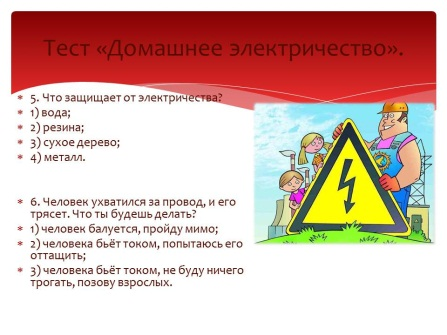 Тест «Домашнее электричество».
5. Что защищает от электричества?
1) вода;
2) резина;
3) сухое дерево;
4) металл.
6. Человек ухватился за провод, и его
трясет. Что ты будешь делать?
1) человек балуется, пройду мимо;
2) человека бьёт током, попытаюсь его
оттащить;
3) человека бьёт током, не буду ничего
трогать, позову взрослых.